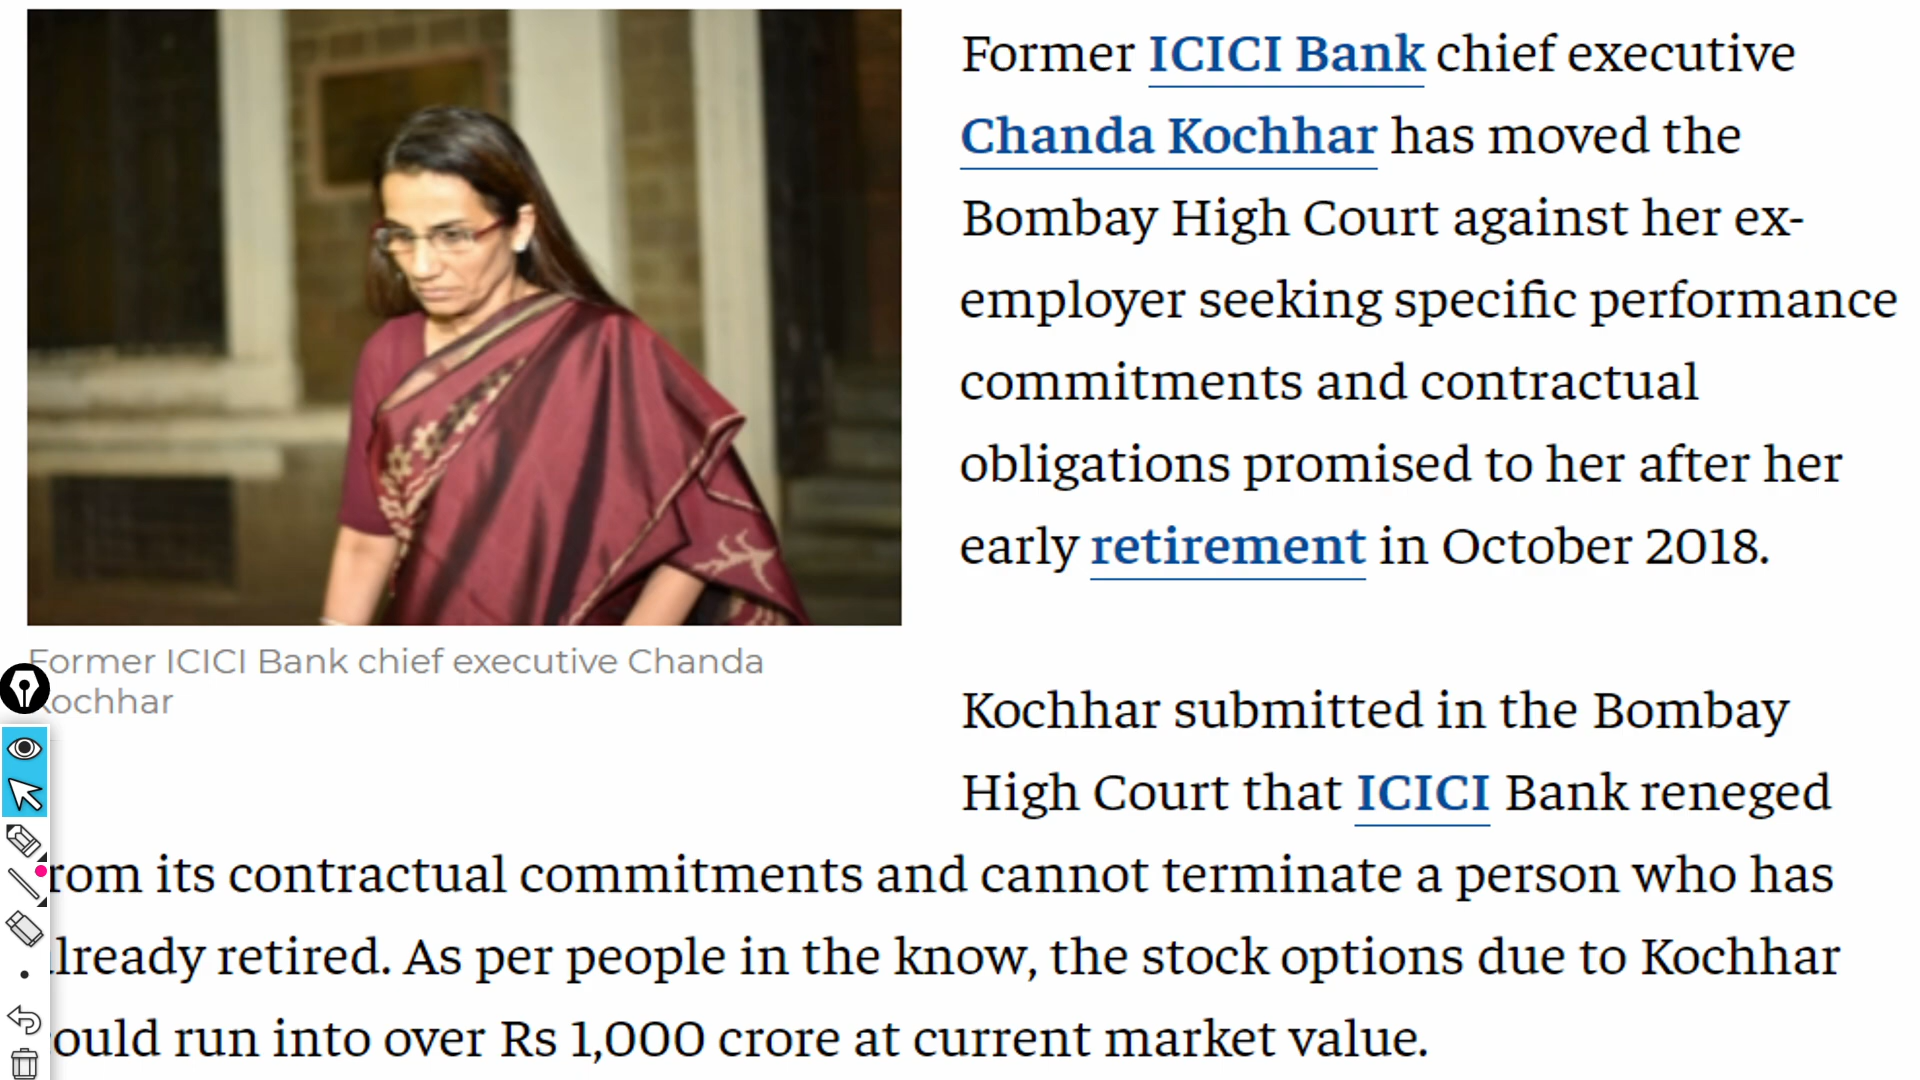 Former ICICI Bank chief executive
Chanda Kochhar has moved the
Bombay High Court against her ex-
employer seeking specific performance
commitments and contractual
obligations promised to her after her
early retirement in October 2018.
Former ICICI Bank chief executive Chanda
Kochhar
Kochhar submitted in the Bombay
High Court that ICICI Bank reneged
rom its contractual commitments and cannot terminate a person who has
lready retired. As per people in the know, the stock options due to Kochhar
ould run into over Rs 1,000 crore at current market value.